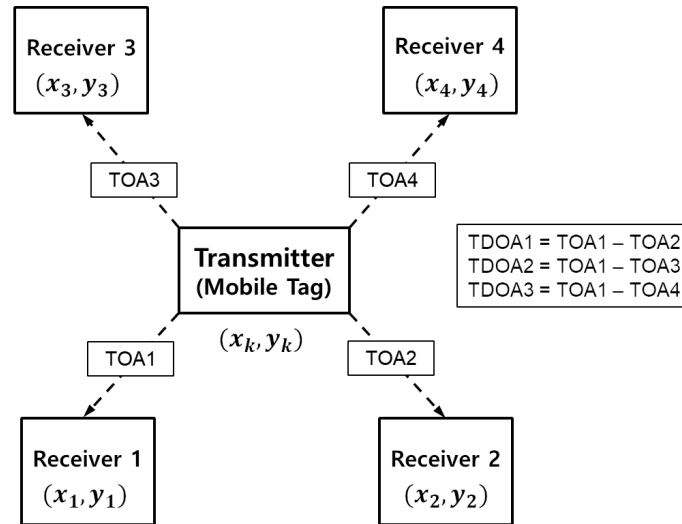 Receiver 3
(x₃, y₃)
Receiver 4
(x₄, y₄)
TOA3
TOA4
Transmitter
(Mobile Tag)
(xₖ, yₖ)
TDOA1 = TOA1 – TOA2
TDOA2 = TOA1 – TOA3
TDOA3 = TOA1 – TOA4
TOA1
TOA2
Receiver 1
(x₁, y₁)
Receiver 2
(x₂, y₂)